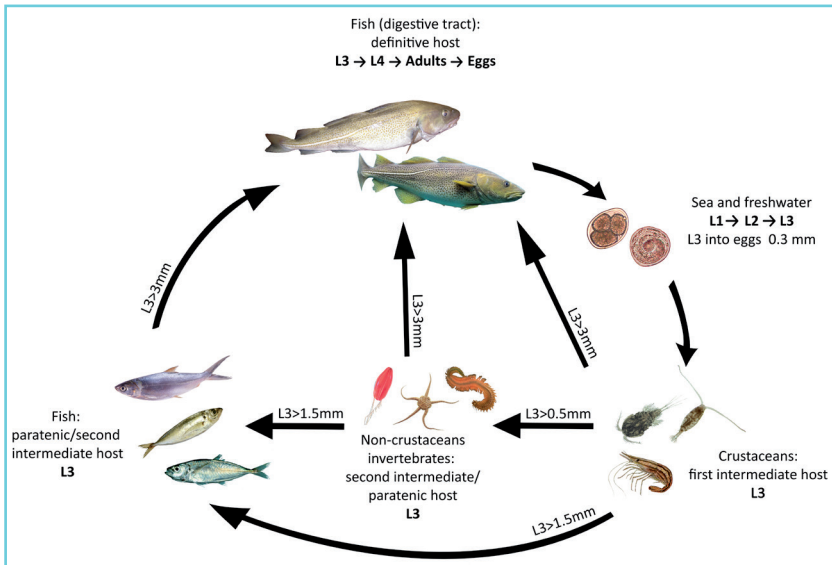 Fish (digestive tract):
definitive host
L3 → L4 → Adults → Eggs
Sea and freshwater
L1 → L2 → L3
L3 into eggs 0.3 mm
L3>3mm
L3>3mm
L3>3mm
Fish:
paratenic/second
intermediate host
L3
L3>1.5mm
Non-crustaceans
invertebrates:
second intermediate/
paratenic host
L3
L3>0.5mm
Crustaceans:
first intermediate host
L3
L3>1.5mm